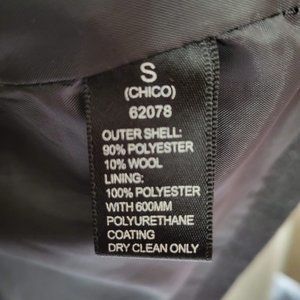 S
(CHICO)
62078
OUTER SHELL:
90% POLYESTER
10% WOOL
LINING:
100% POLYESTER
WITH 600MM
POLYURETHANE
COATING
DRY CLEAN ONLY